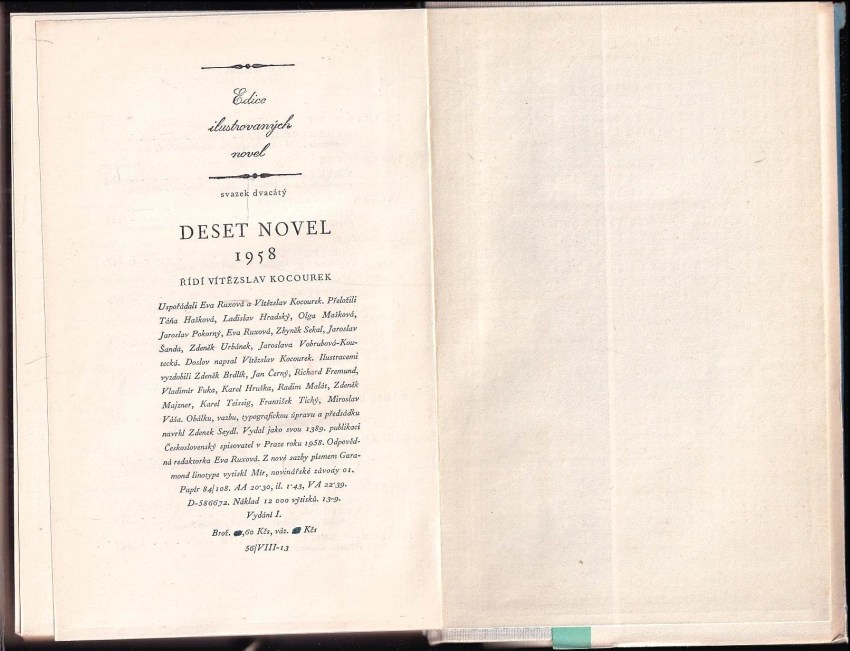 Edice
ilustrovaných
novel
svazek dvacátý
DESET NOVEL
1958
ŘÍDÍ VÍTĚZSLAV KOCOUREK
Uspořádali Eva Ruxová a Vítězslav Kocourek. Přeložili
Táňa Hašková, Ladislav Hradský, Olga Mašková,
Jaroslav Pokorný, Eva Ruxová, Zbyněk Sekal, Jaroslav
Šanda, Zdeněk Urbánek, Jaroslava Vobrubová-Kou-
tecká. Doslov napsal Vítězslav Kocourek. Ilustracemi
vyzdobili Zdeněk Brdlík, Jan Černý, Richard Fremund,
Vladimír Fuka, Karel Hruška, Radim Malát, Zdeněk
Majzner, Karel Teissig, František Tichý, Miroslav
Váša. Obálku, vazbu, typografickou úpravu a předsádku
navrhl Zdenek Seydl. Vydal jako svou 1389. publikaci
Československý spisovatel v Praze roku 1958. Odpověd-
ná redaktorka Eva Ruxová. Z nové sazby písmem Gara-
mond linotype vytiskl Mír, novinářské závody 01.
Papír 84/108. AA 20·30, il. 1·43, VA 22·39.
D-586672. Náklad 12 000 výtisků. 13-9.
Vydání I.
Brož. ,60 Kčs, váz. Kčs
56/VIII-13